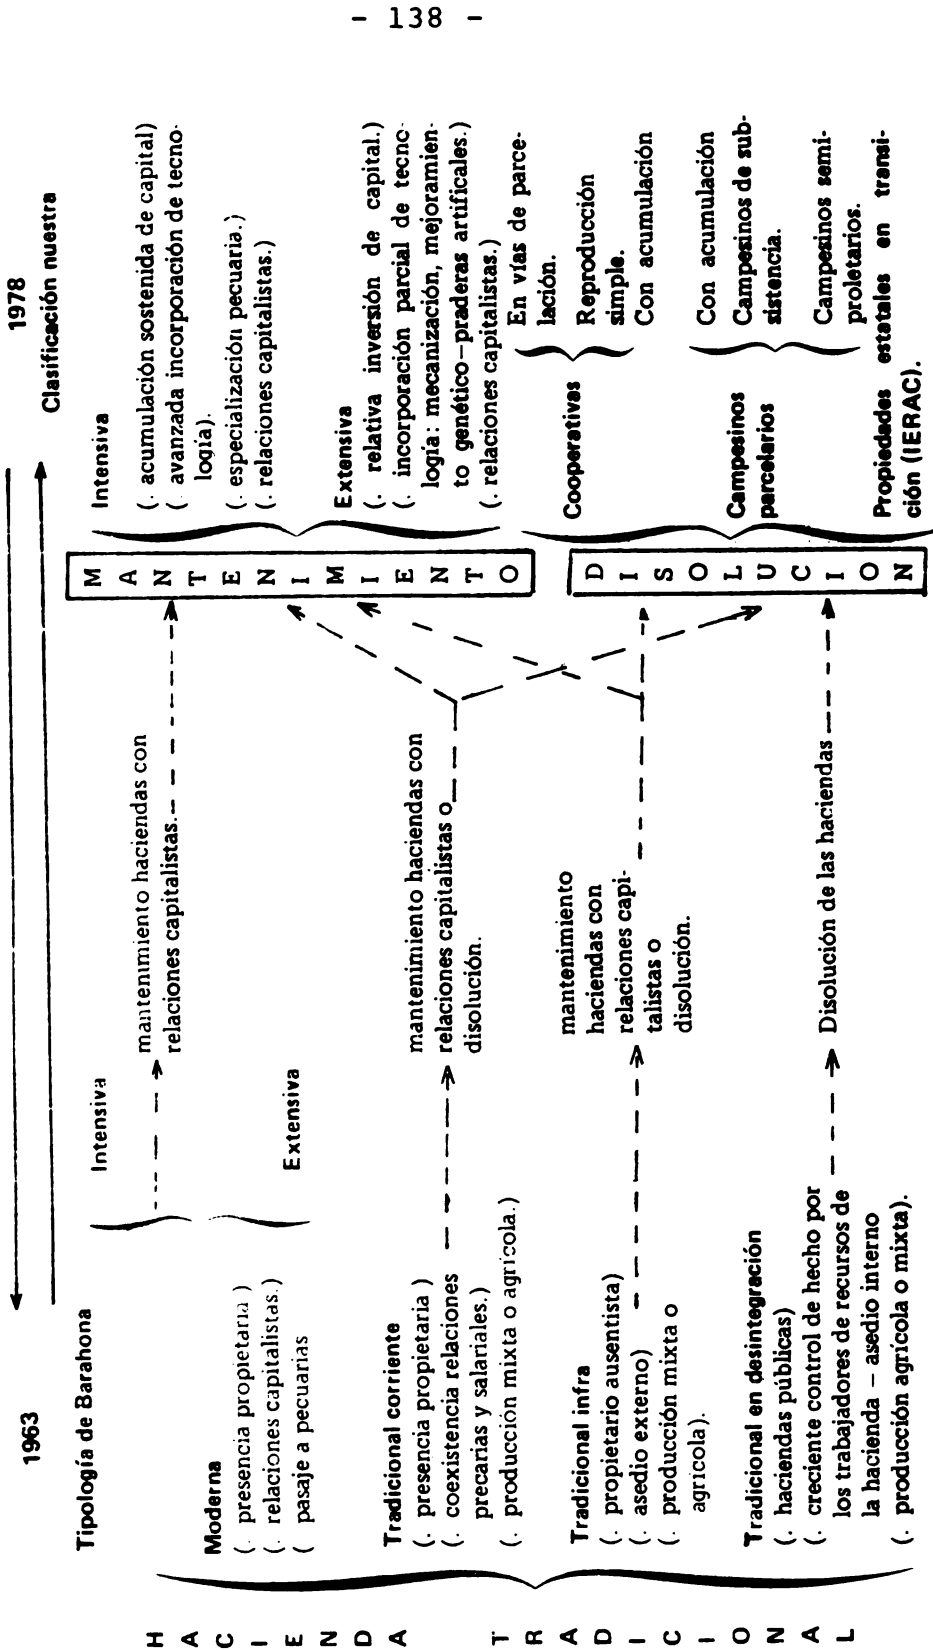 - 138 -
1963
1978
Tipología de Barahona
Clasificación nuestra
HACIENDA TRADICIONAL
Moderna
(. presencia propietaria )
(. relaciones capitalistas.)
( pasaje a pecuarias
Intensiva
Extensiva
mantenimiento haciendas con
relaciones capitalistas.
Tradicional corriente
(. presencia propietaria )
(. coexistencia relaciones
precarias y salariales.)
(. producción mixta o agrícola.)
mantenimiento haciendas con
relaciones capitalistas o
disolución.
Tradicional infra
(. propietario ausentista)
(. asedio externo)
(. producción mixta o
agrícola).
mantenimiento
haciendas con
relaciones capi-
talistas o
disolución.
Tradicional en desintegración
(. haciendas públicas)
(. creciente control de hecho por
los trabajadores de recursos de
la hacienda – asedio interno
(. producción agrícola o mixta).
Disolución de las haciendas
MANTENIMIENTO
Intensiva
(. acumulación sostenida de capital)
(. avanzada incorporación de tecno-
logía).
(. especialización pecuaria.)
(. relaciones capitalistas.)
Extensiva
(. relativa inversión de capital.)
(. incorporación parcial de tecno-
logía: mecanización, mejoramien-
to genético–praderas artificales.)
(. relaciones capitalistas.)
DISOLUCION
Cooperativas
En vías de parce-
lación.
Reproducción
simple.
Con acumulación
Campesinos
parcelarios
Con acumulación
Campesinos de sub-
sistencia.
Campesinos semi-
proletarios.
Propiedades estatales en transi-
ción (IERAC).